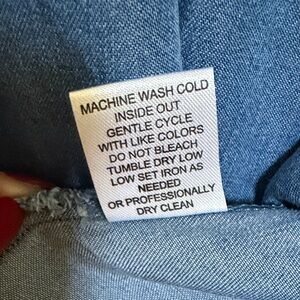 MACHINE WASH COLD
INSIDE OUT
GENTLE CYCLE
WITH LIKE COLORS
DO NOT BLEACH
TUMBLE DRY LOW
LOW SET IRON AS
NEEDED
OR PROFESSIONALLY
DRY CLEAN